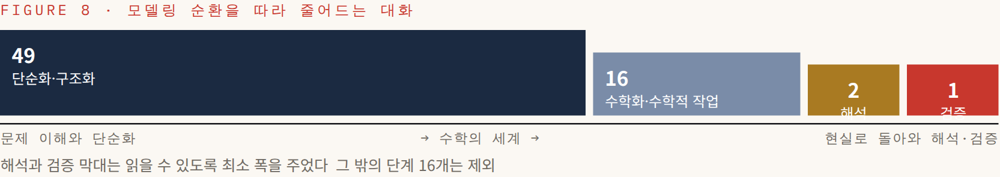 FIGURE 8 · 모델링 순환을 따라 줄어드는 대화
49
단순화·구조화
16
수학화·수학적 작업
2
해석
1
검증
문제 이해와 단순화
→ 수학의 세계 →
현실로 돌아와 해석·검증
해석과 검증 막대는 읽을 수 있도록 최소 폭을 주었다 그 밖의 단계 16개는 제외